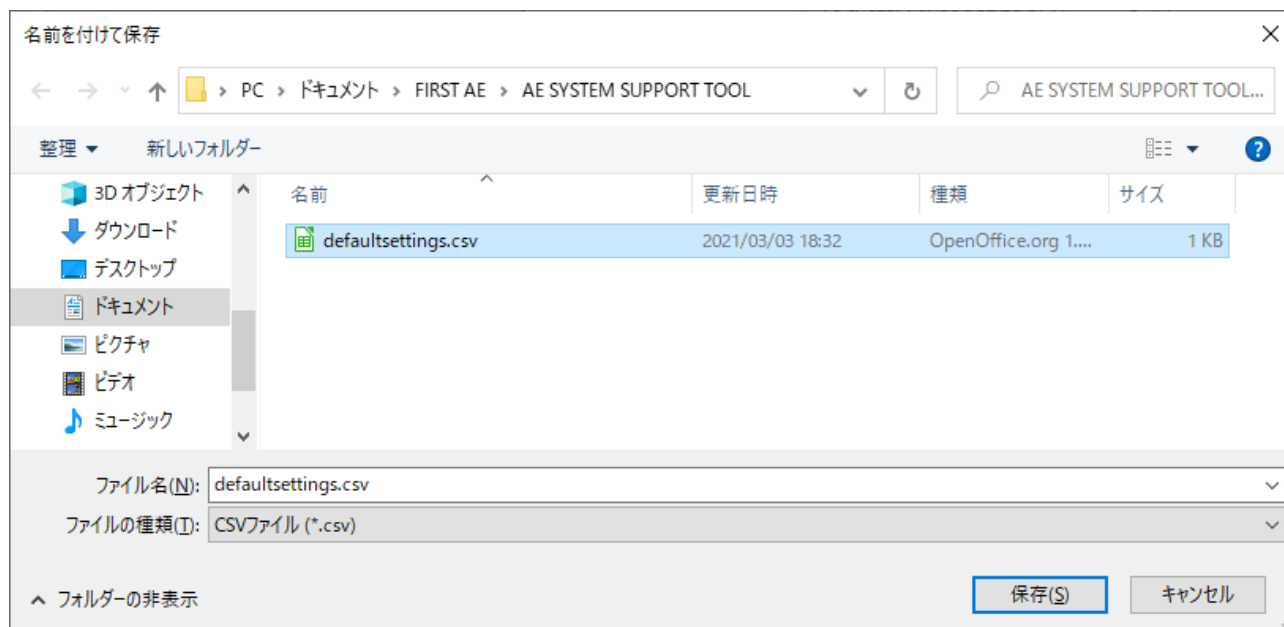 名前を付けて保存
PC › ドキュメント › FIRST AE › AE SYSTEM SUPPORT TOOL
AE SYSTEM SUPPORT TOOL...
整理
新しいフォルダー
?
名前 更新日時 種類 サイズ
defaultsettings.csv 2021/03/03 18:32 OpenOffice.org 1.... 1 KB
3D オブジェクト
ダウンロード
デスクトップ
ドキュメント
ピクチャ
ビデオ
ミュージック
ファイル名(N): defaultsettings.csv
ファイルの種類(T): CSVファイル (*.csv)
フォルダーの非表示
保存(S)
キャンセル